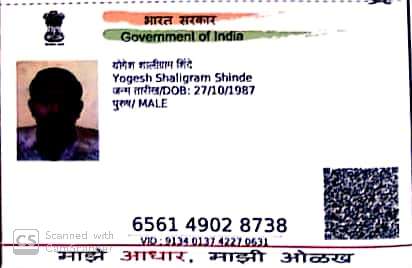 भारत सरकार
Government of India
योगेश शालीग्राम शिंदे
Yogesh Shaligram Shinde
जन्म तारीख/DOB: 27/10/1987
पुरुष/ MALE
6561 4902 8738
VID : 9134 0137 4227 0631
CS Scanned with
CamScanner
माझे आधार, माझी ओळख